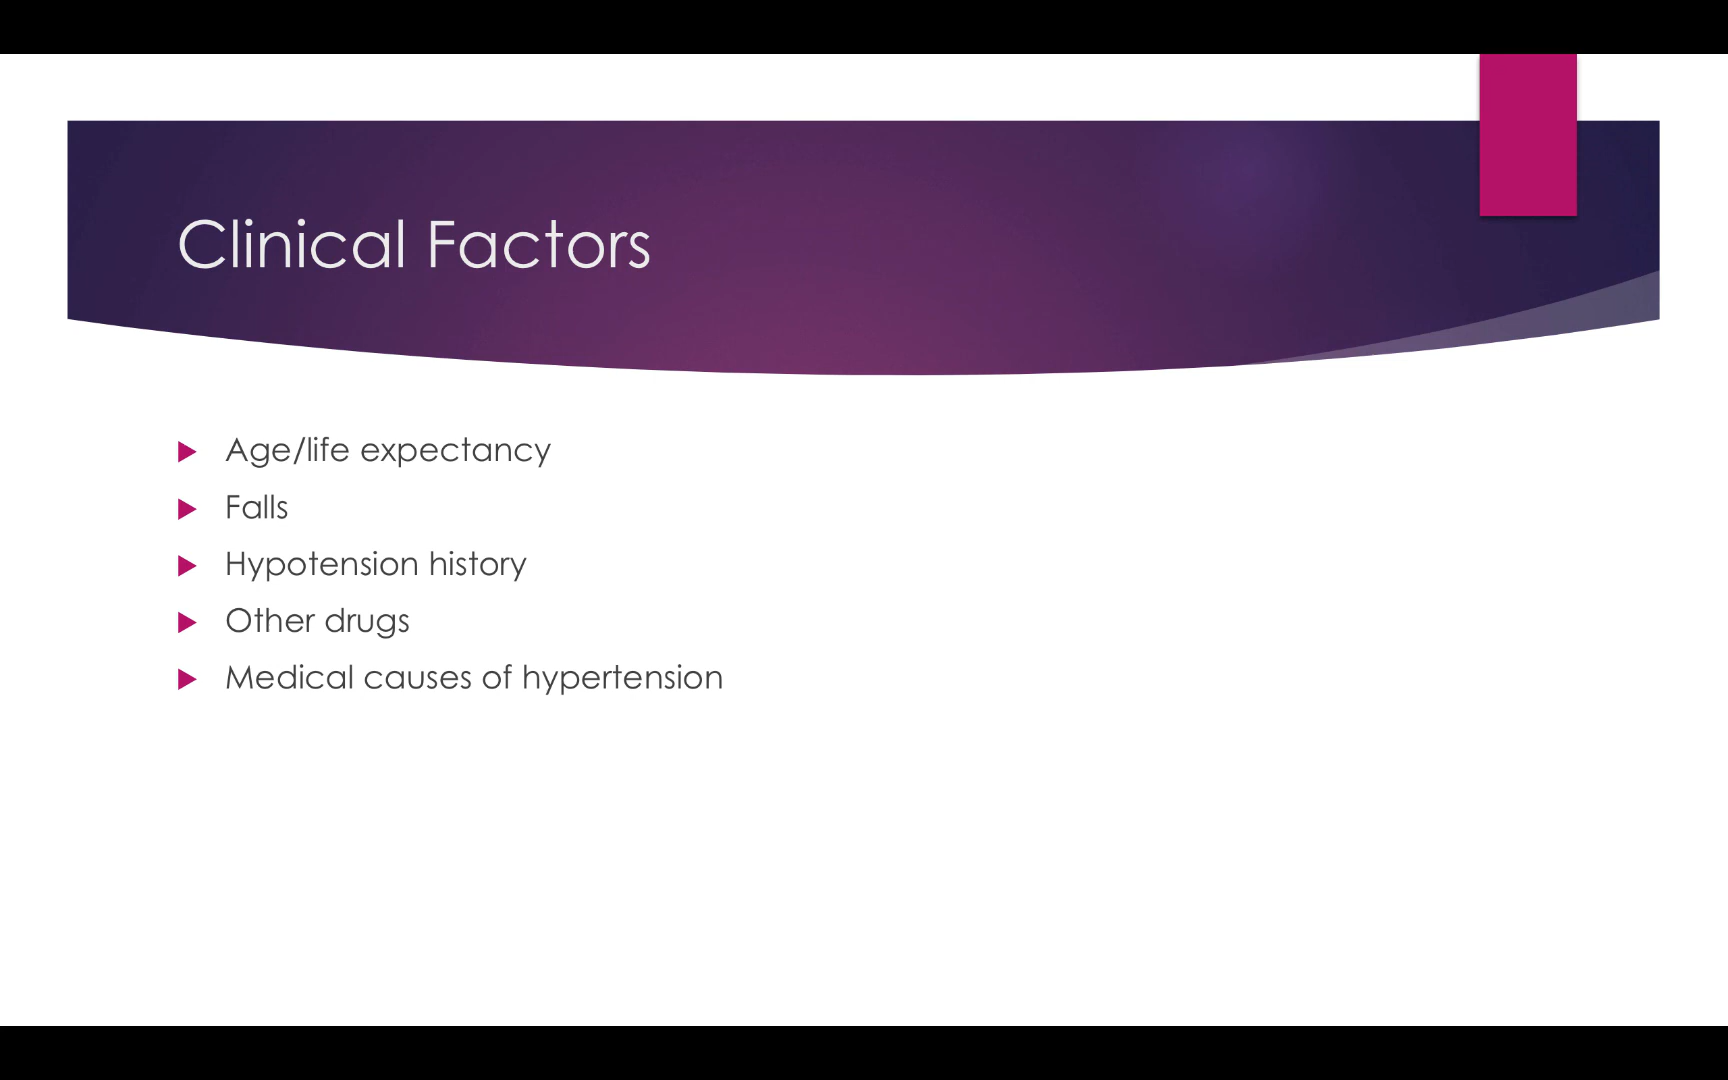 Clinical Factors
Age/life expectancy
Falls
Hypotension history
Other drugs
Medical causes of hypertension